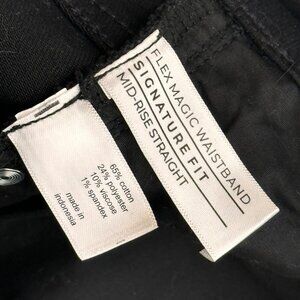 65% cotton
24% polyester
10% viscose
1% spandex
made in
indonesia
FLEX MAGIC WAISTBAND
SIGNATURE FIT
MID-RISE STRAIGHT